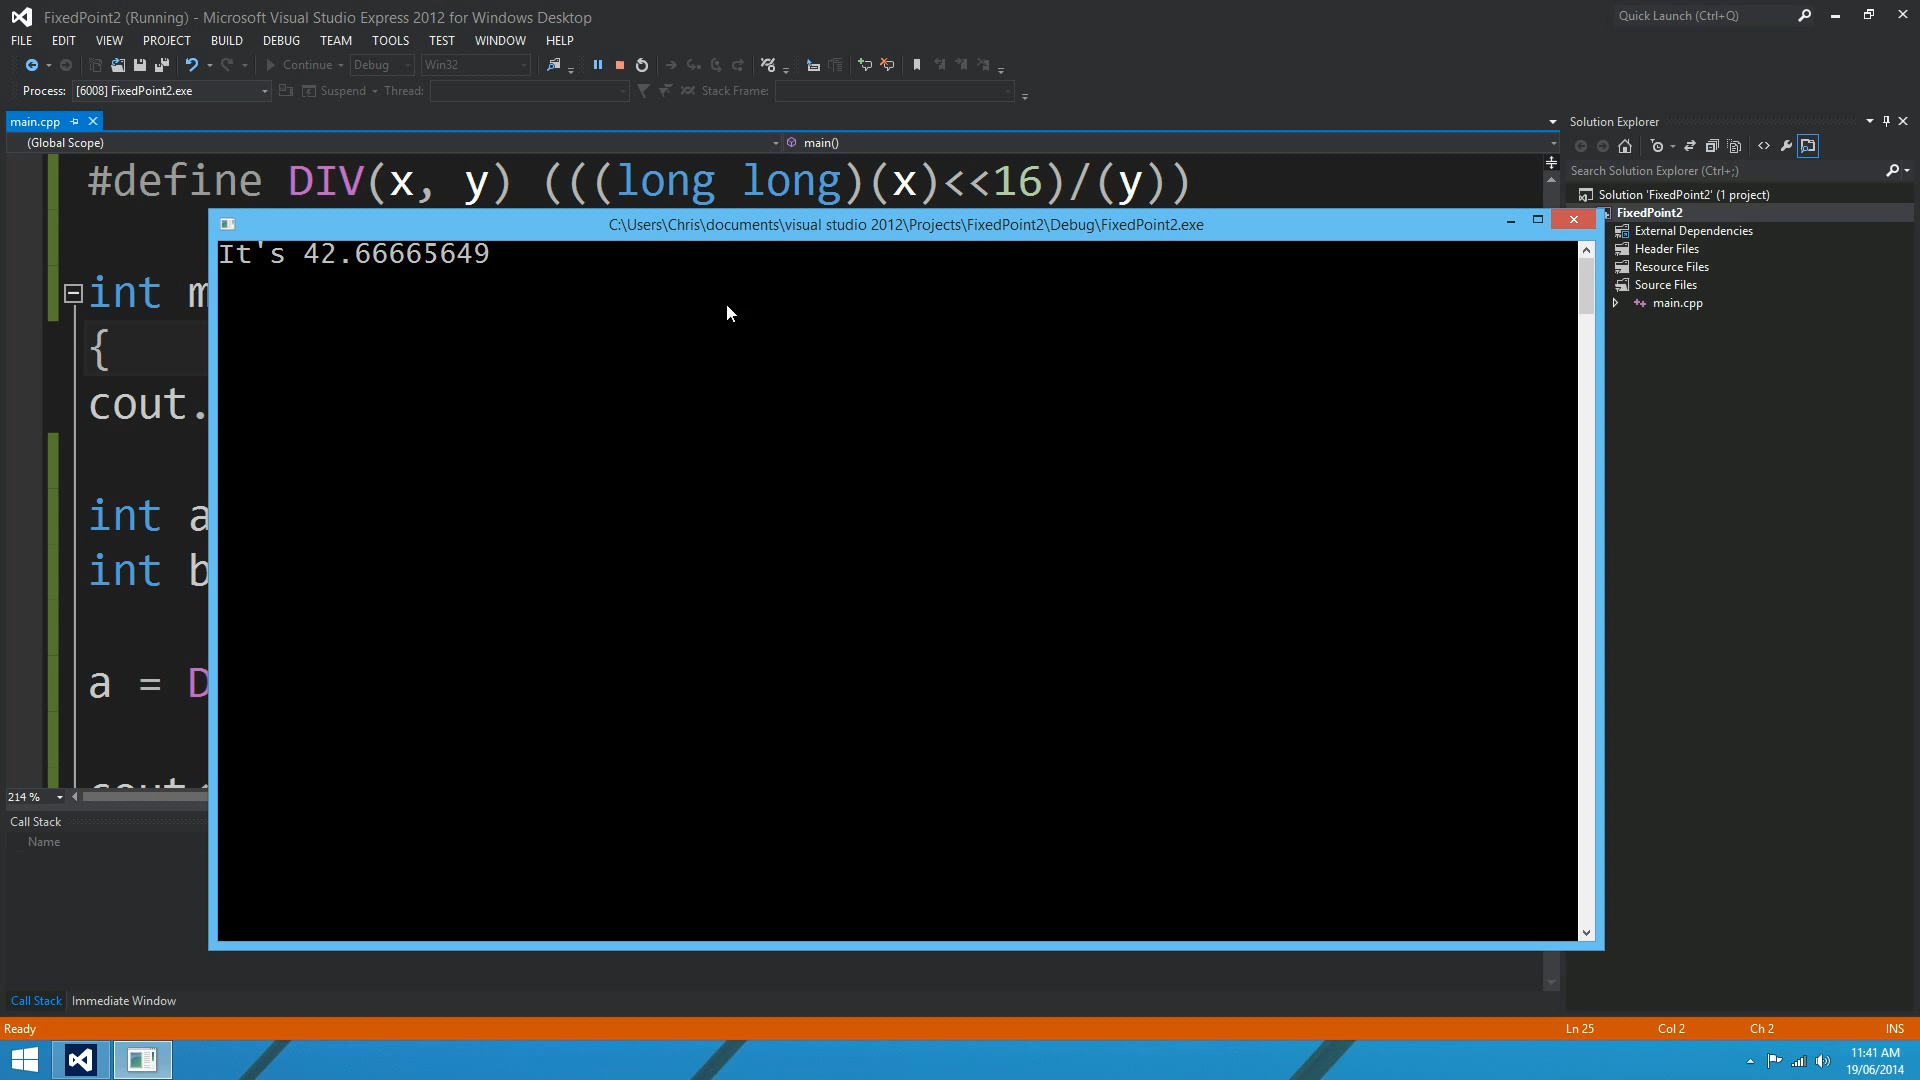 FixedPoint2 (Running) - Microsoft Visual Studio Express 2012 for Windows Desktop
Quick Launch (Ctrl+Q)
FILE EDIT VIEW PROJECT BUILD DEBUG TEAM TOOLS TEST WINDOW HELP
Continue Debug Win32
Process: [6008] FixedPoint2.exe Suspend Thread: Stack Frame:
main.cpp
(Global Scope) main()
#define DIV(x, y) (((long long)(x)<<16)/(y))
C:\Users\Chris\documents\visual studio 2012\Projects\FixedPoint2\Debug\FixedPoint2.exe
It's 42.66665649
int m
{
cout.
int a
int b
a = D
214 %
Call Stack
Name
Call Stack Immediate Window
Solution Explorer
Search Solution Explorer (Ctrl+;)
Solution 'FixedPoint2' (1 project)
FixedPoint2
External Dependencies
Header Files
Resource Files
Source Files
main.cpp
Ready Ln 25 Col 2 Ch 2 INS
11:41 AM
19/06/2014